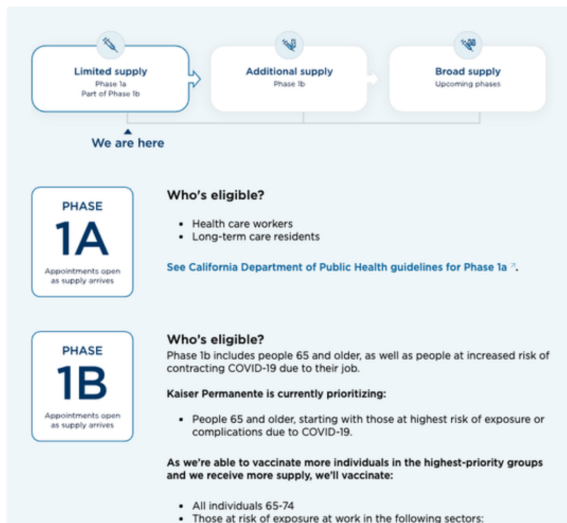 Limited supply
Phase 1a
Part of Phase 1b
Additional supply
Phase 1b
Broad supply
Upcoming phases
We are here
PHASE
1A
Appointments open
as supply arrives
Who's eligible?
• Health care workers
• Long-term care residents
See California Department of Public Health guidelines for Phase 1a ↗.
PHASE
1B
Appointments open
as supply arrives
Who's eligible?
Phase 1b includes people 65 and older, as well as people at increased risk of
contracting COVID-19 due to their job.
Kaiser Permanente is currently prioritizing:
• People 65 and older, starting with those at highest risk of exposure or
complications due to COVID-19.
As we're able to vaccinate more individuals in the highest-priority groups
and we receive more supply, we'll vaccinate:
• All individuals 65-74
• Those at risk of exposure at work in the following sectors: